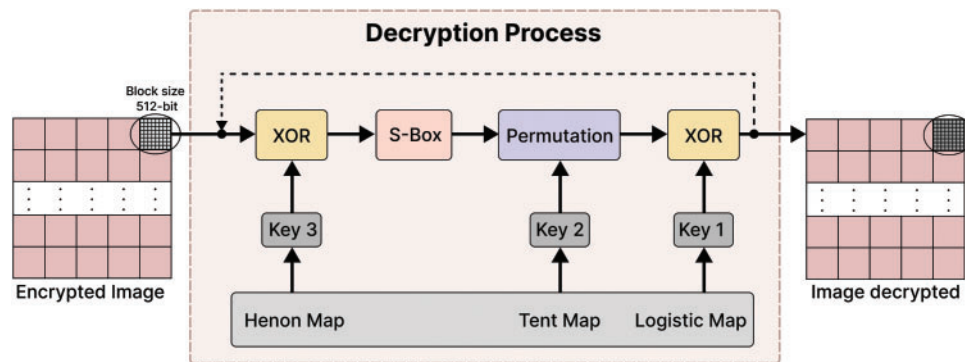 Decryption Process
Block size
512-bit
XOR
S-Box
Permutation
XOR
Key 3
Key 2
Key 1
Encrypted Image
Image decrypted
Henon Map
Tent Map
Logistic Map